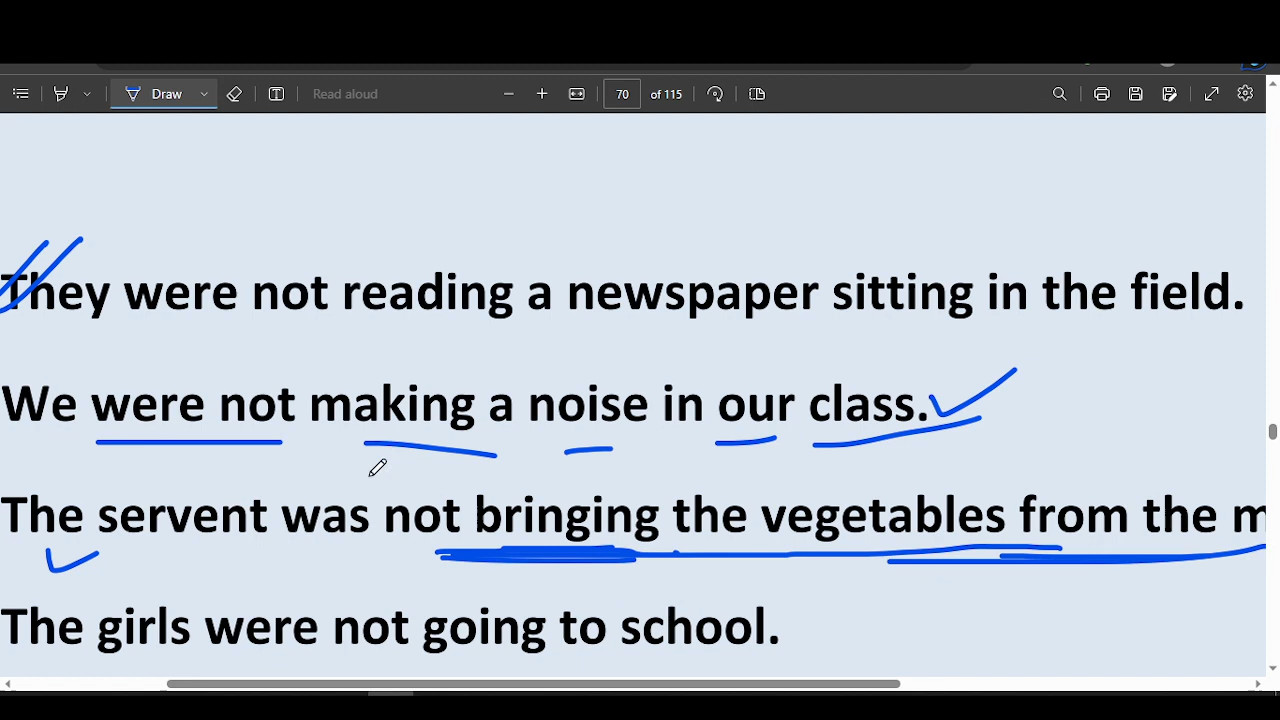 Draw
Read aloud
70 of 115
They were not reading a newspaper sitting in the field.
We were not making a noise in our class.
The servent was not bringing the vegetables from the m
The girls were not going to school.